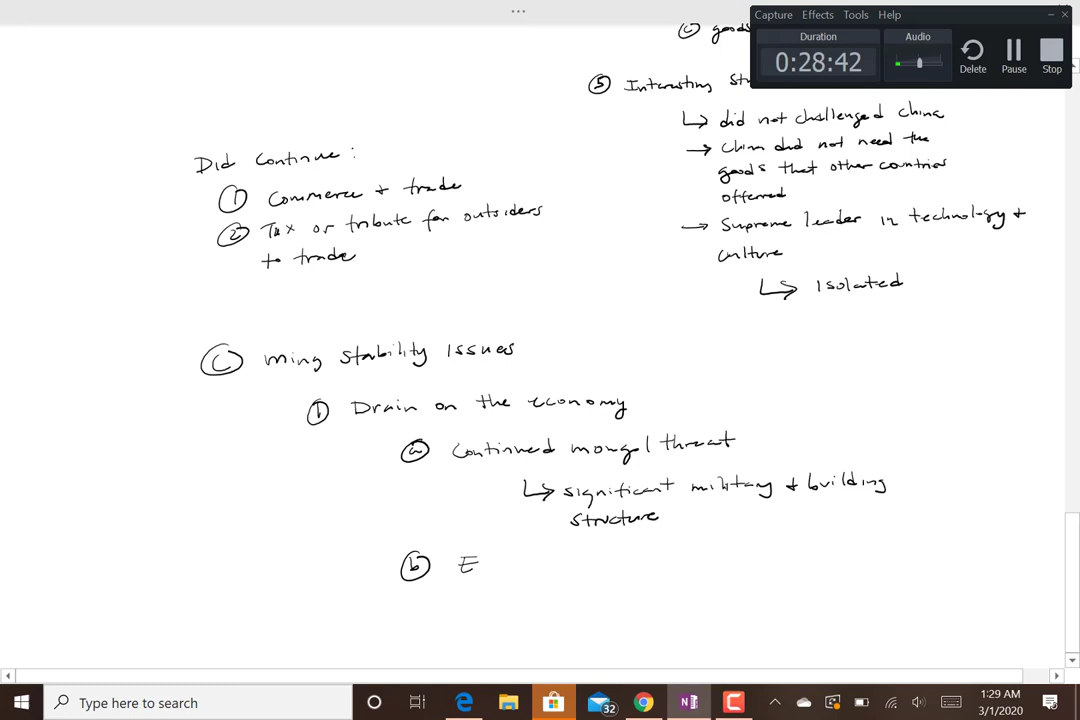 Capture Effects Tools Help
Duration
Audio
0:28:42
Delete
Pause
Stop
c goods
5 Interesting
did not challenged china
China did not need the
goods that other countries
offerred
Supreme leader in technology +
culture
Isolated
Did continue:
1 Commerce + trade
2 Tax or tribute for outsiders
to trade
C Ming stability Issues
1 Drain on the economy
a Continued mongol threat
significant military + building
structure
b E
Type here to search
32
N
1:29 AM
3/1/2020